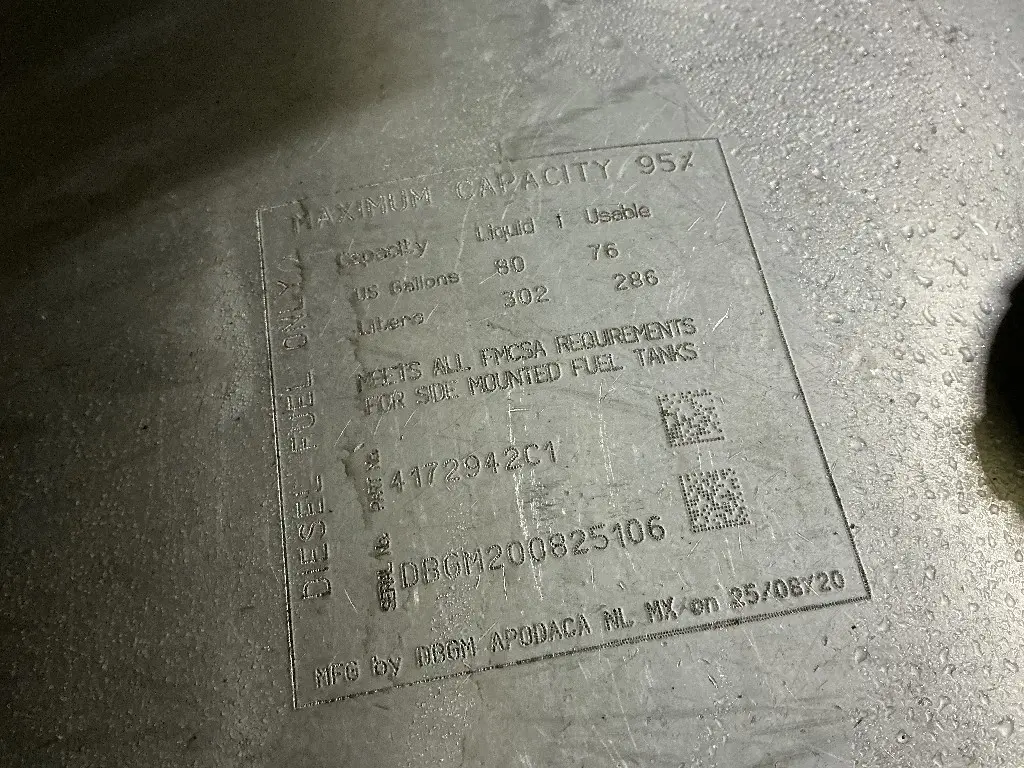 MAXIMUM CAPACITY 95%
Capacity Liquid | Usable
US Gallons 80 76
Liters 302 286
MEETS ALL FMCSA REQUIREMENTS
FOR SIDE MOUNTED FUEL TANKS
PART No. 4172942C1
SERIAL No. DBGM200825106
MFG by DBGM APODACA NL MX on 25/08/20
DIESEL FUEL ONLY